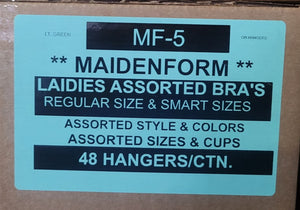 LT. GREEN ON HANGERS
MF-5
** MAIDENFORM **
LAIDIES ASSORTED BRA'S
REGULAR SIZE & SMART SIZES
ASSORTED STYLE & COLORS
ASSORTED SIZES & CUPS
48 HANGERS/CTN.